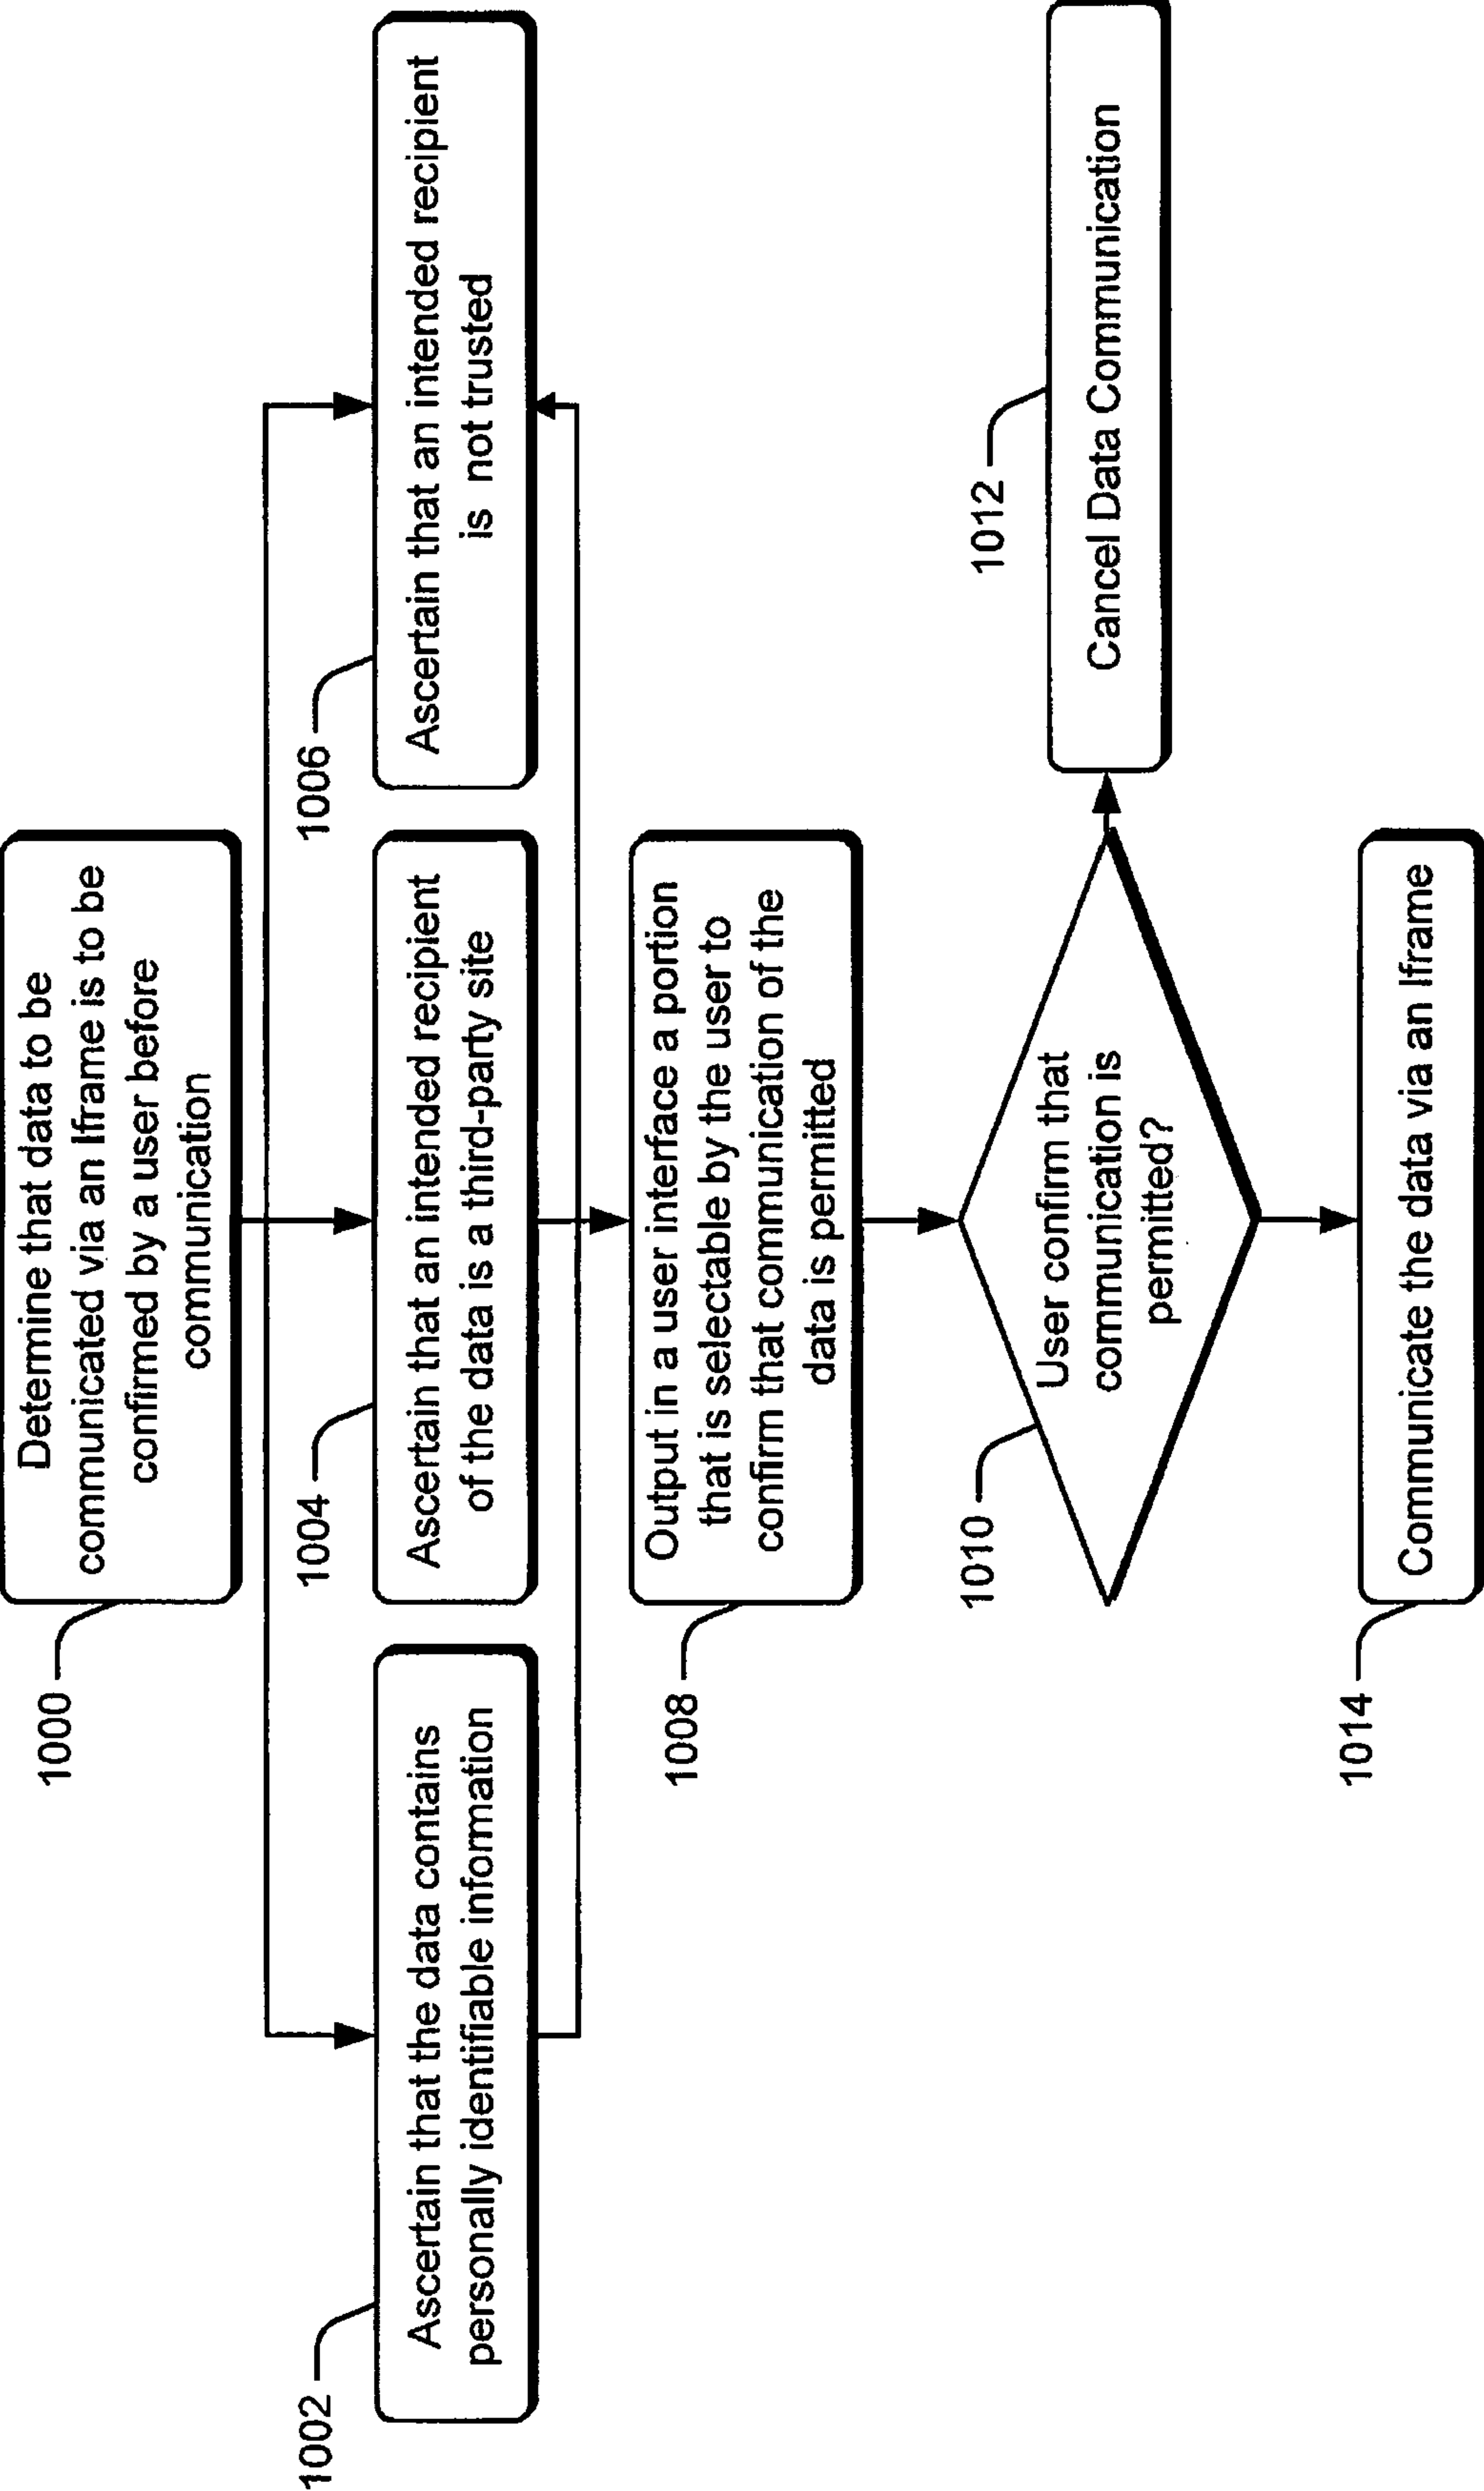 1000
Determine that data to be
communicated via an Iframe is to be
confirmed by a user before
communication
1002
Ascertain that the data contains
personally identifiable information
1004
Ascertain that an intended recipient
of the data is a third-party site
1006
Ascertain that an intended recipient
is not trusted
1008
Output in a user interface a portion
that is selectable by the user to
confirm that communication of the
data is permitted
1010
User confirm that
communication is
permitted?
1012
Cancel Data Communication
1014
Communicate the data via an Iframe